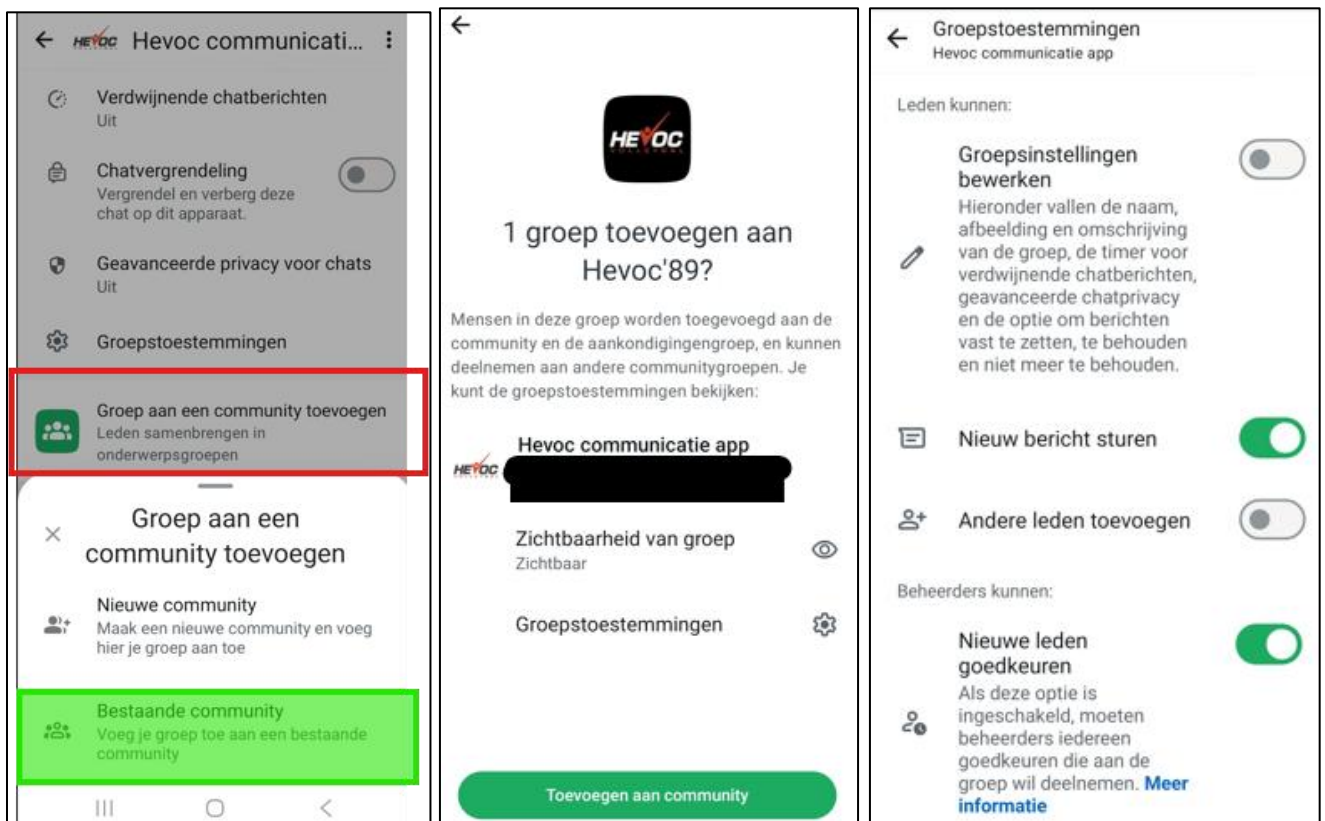 HEVOC Hevoc communicati...
Verdwijnende chatberichten
Uit
Chatvergrendeling
Vergrendel en verberg deze
chat op dit apparaat.
Geavanceerde privacy voor chats
Uit
Groepstoestemmingen
Groep aan een community toevoegen
Leden samenbrengen in
onderwerpsgroepen
Groep aan een
community toevoegen
Nieuwe community
Maak een nieuwe community en voeg
hier je groep aan toe
Bestaande community
Voeg je groep toe aan een bestaande
community
HEVOC
VOLLEYBAL
1 groep toevoegen aan
Hevoc'89?
Mensen in deze groep worden toegevoegd aan de
community en de aankondigingengroep, en kunnen
deelnemen aan andere communitygroepen. Je
kunt de groepstoestemmingen bekijken:
Hevoc communicatie app
HEVOC
Zichtbaarheid van groep
Zichtbaar
Groepstoestemmingen
Toevoegen aan community
Groepstoestemmingen
Hevoc communicatie app
Leden kunnen:
Groepsinstellingen
bewerken
Hieronder vallen de naam,
afbeelding en omschrijving
van de groep, de timer voor
verdwijnende chatberichten,
geavanceerde chatprivacy
en de optie om berichten
vast te zetten, te behouden
en niet meer te behouden.
Nieuw bericht sturen
Andere leden toevoegen
Beheerders kunnen:
Nieuwe leden
goedkeuren
Als deze optie is
ingeschakeld, moeten
beheerders iedereen
goedkeuren die aan de
groep wil deelnemen. Meer
informatie